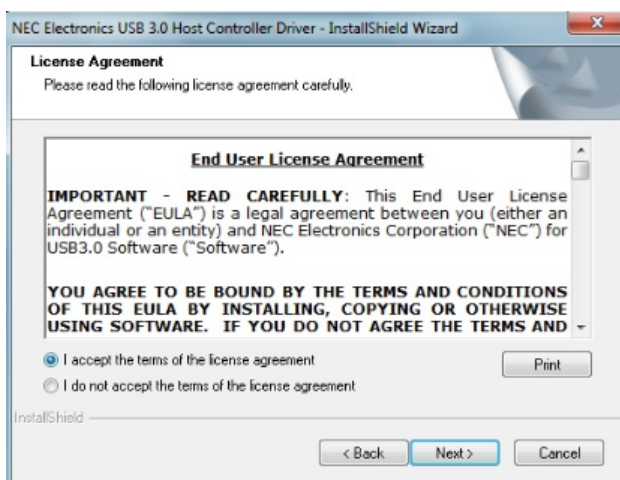 NEC Electronics USB 3.0 Host Controller Driver - InstallShield Wizard
License Agreement
Please read the following license agreement carefully.
End User License Agreement
IMPORTANT - READ CAREFULLY: This End User License
Agreement ("EULA") is a legal agreement between you (either an
individual or an entity) and NEC Electronics Corporation ("NEC") for
USB3.0 Software ("Software").
YOU AGREE TO BE BOUND BY THE TERMS AND CONDITIONS
OF THIS EULA BY INSTALLING, COPYING OR OTHERWISE
USING SOFTWARE. IF YOU DO NOT AGREE THE TERMS AND
I accept the terms of the license agreement
Print
I do not accept the terms of the license agreement
InstallShield
< Back Next > Cancel